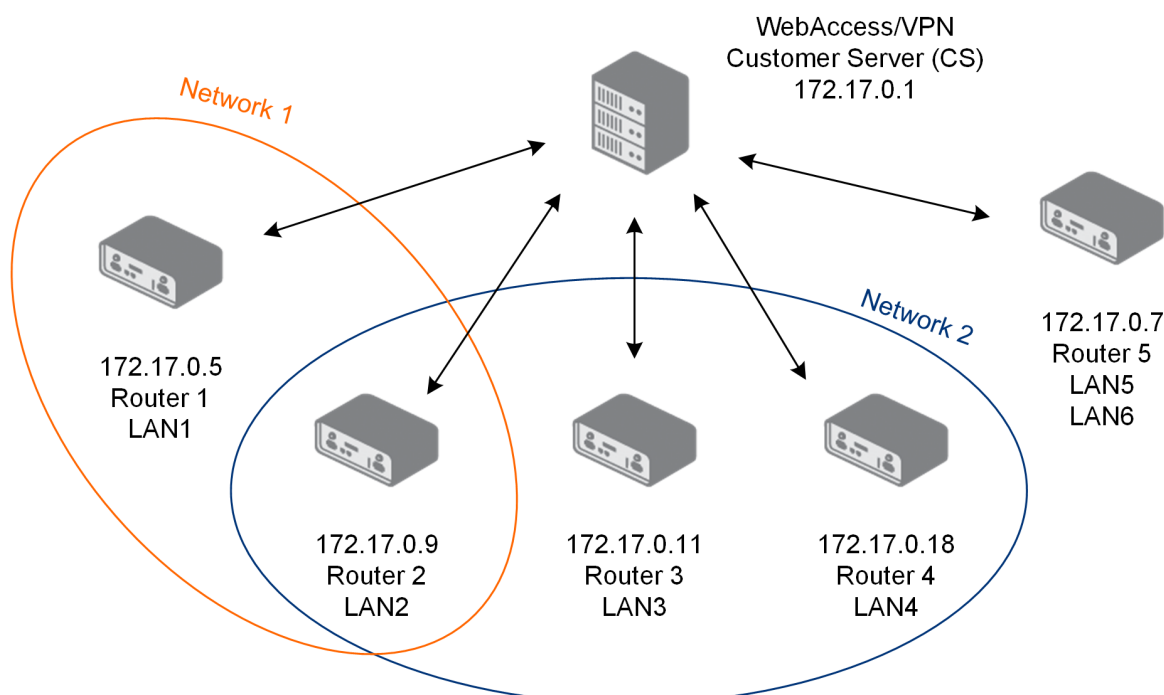 WebAccess/VPN
Customer Server (CS)
172.17.0.1
Network 1
172.17.0.5
Router 1
LAN1
Network 2
172.17.0.7
Router 5
LAN5
LAN6
172.17.0.9
Router 2
LAN2
172.17.0.11
Router 3
LAN3
172.17.0.18
Router 4
LAN4